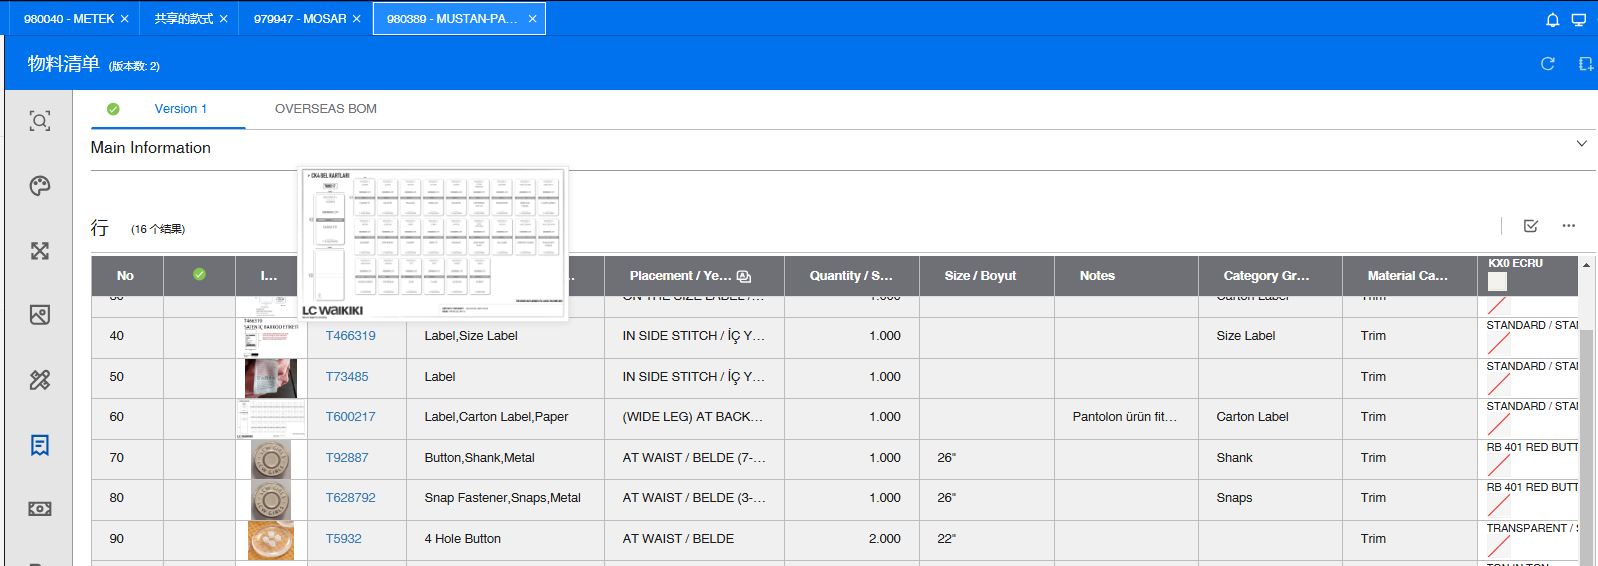 980040 - METEK ×
共享的款式 ×
979947 - MOSAR ×
980389 - MUSTAN-PA... ×
物料清单 (版本数: 2)
Version 1
OVERSEAS BOM
Main Information
行 (16 个结果)
LC WAIKIKI
No I... Placement / Ye... Quantity / S... Size / Boyut Notes Category Gr... Material Ca... KX0 ECRU
40 T466319 Label,Size Label IN SIDE STITCH / İÇ Y... 1.000 Size Label Trim STANDARD / STAI
50 T73485 Label IN SIDE STITCH / İÇ Y... 1.000 Trim STANDARD / STAI
60 T600217 Label,Carton Label,Paper (WIDE LEG) AT BACK... 1.000 Pantolon ürün fit... Carton Label Trim STANDARD / STAI
70 T92887 Button,Shank,Metal AT WAIST / BELDE (7-... 1.000 26" Shank Trim RB 401 RED BUTT
80 T628792 Snap Fastener,Snaps,Metal AT WAIST / BELDE (3-... 1.000 26" Snaps Trim RB 401 RED BUTT
90 T5932 4 Hole Button AT WAIST / BELDE 2.000 22" Trim TRANSPARENT / S